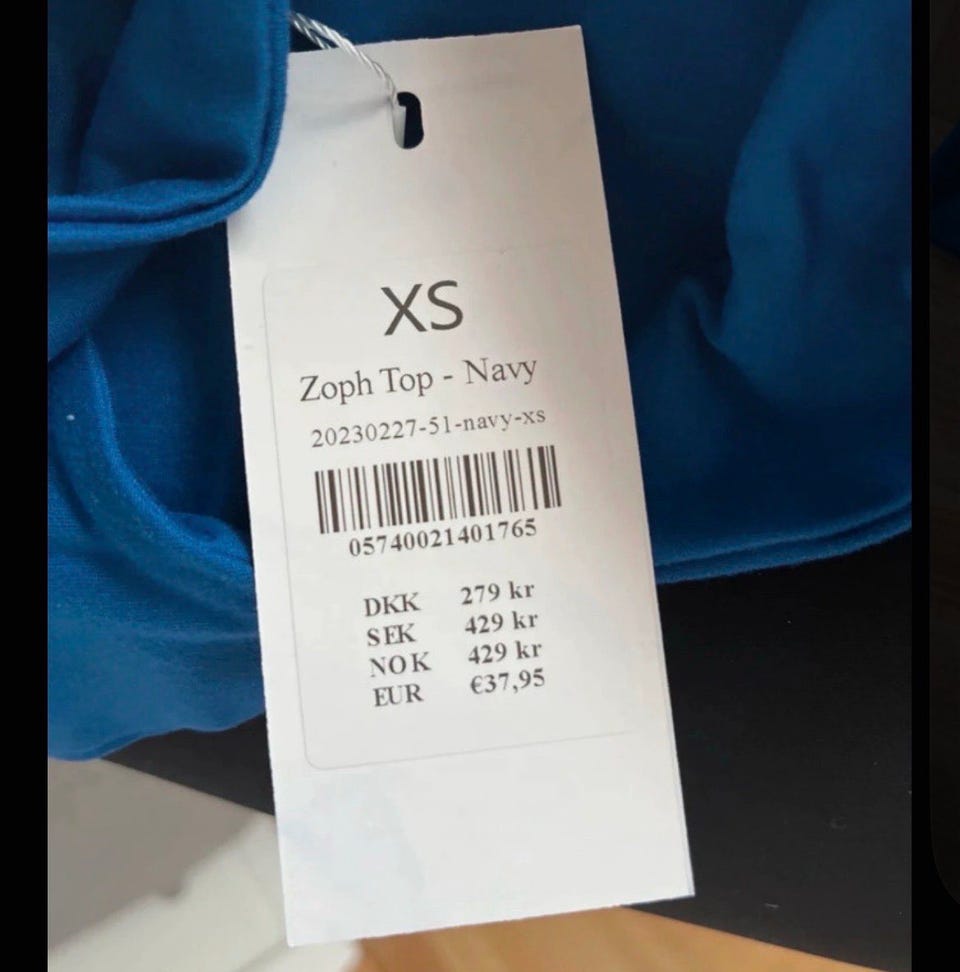 XS
Zoph Top - Navy
20230227-51-navy-xs
05740021401765
DKK 279 kr
SEK 429 kr
NOK 429 kr
EUR €37,95